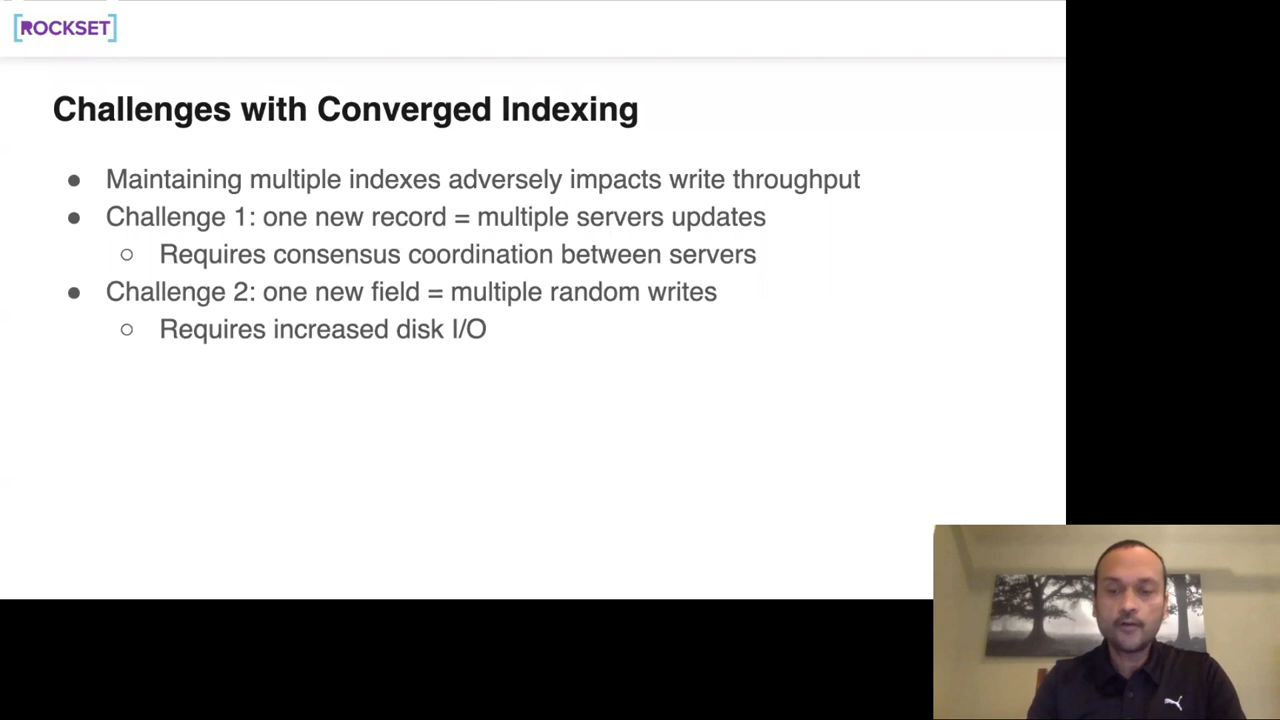 [ROCKSET]
Challenges with Converged Indexing
● Maintaining multiple indexes adversely impacts write throughput
● Challenge 1: one new record = multiple servers updates
○ Requires consensus coordination between servers
● Challenge 2: one new field = multiple random writes
○ Requires increased disk I/O